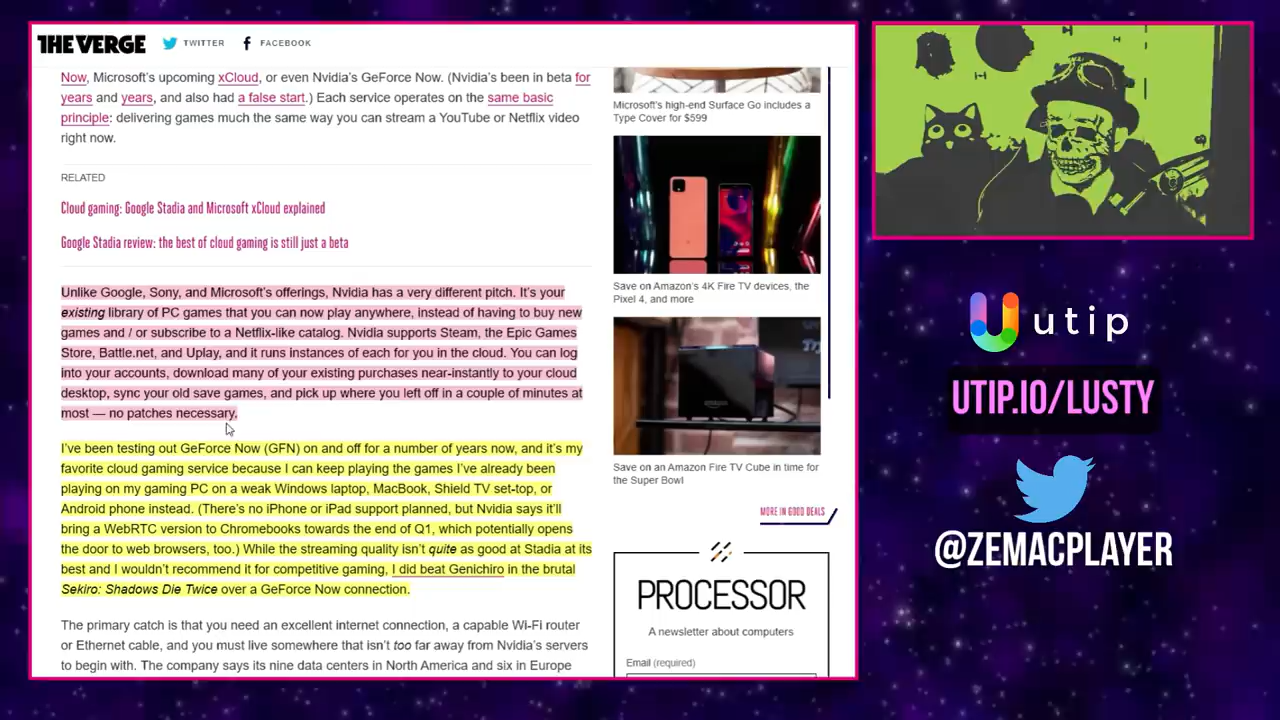 THE VERGE
TWITTER
FACEBOOK
Now, Microsoft's upcoming xCloud, or even Nvidia's GeForce Now. (Nvidia's been in beta for
years and years, and also had a false start.) Each service operates on the same basic
principle: delivering games much the same way you can stream a YouTube or Netflix video
right now.
RELATED
Cloud gaming: Google Stadia and Microsoft xCloud explained
Google Stadia review: the best of cloud gaming is still just a beta
Unlike Google, Sony, and Microsoft's offerings, Nvidia has a very different pitch. It's your
existing library of PC games that you can now play anywhere, instead of having to buy new
games and / or subscribe to a Netflix-like catalog. Nvidia supports Steam, the Epic Games
Store, Battle.net, and Uplay, and it runs instances of each for you in the cloud. You can log
into your accounts, download many of your existing purchases near-instantly to your cloud
desktop, sync your old save games, and pick up where you left off in a couple of minutes at
most — no patches necessary.
I've been testing out GeForce Now (GFN) on and off for a number of years now, and it's my
favorite cloud gaming service because I can keep playing the games I've already been
playing on my gaming PC on a weak Windows laptop, MacBook, Shield TV set-top, or
Android phone instead. (There's no iPhone or iPad support planned, but Nvidia says it'll
bring a WebRTC version to Chromebooks towards the end of Q1, which potentially opens
the door to web browsers, too.) While the streaming quality isn't quite as good at Stadia at its
best and I wouldn't recommend it for competitive gaming, I did beat Genichiro in the brutal
Sekiro: Shadows Die Twice over a GeForce Now connection.
The primary catch is that you need an excellent internet connection, a capable Wi-Fi router
or Ethernet cable, and you must live somewhere that isn't too far away from Nvidia's servers
to begin with. The company says its nine data centers in North America and six in Europe
Microsoft's high-end Surface Go includes a
Type Cover for $599
Save on Amazon's 4K Fire TV devices, the
Pixel 4, and more
Save on an Amazon Fire TV Cube in time for
the Super Bowl
MORE IN GOOD DEALS
PROCESSOR
A newsletter about computers
Email (required)
utip
UTIP.IO/LUSTY
@ZEMACPLAYER